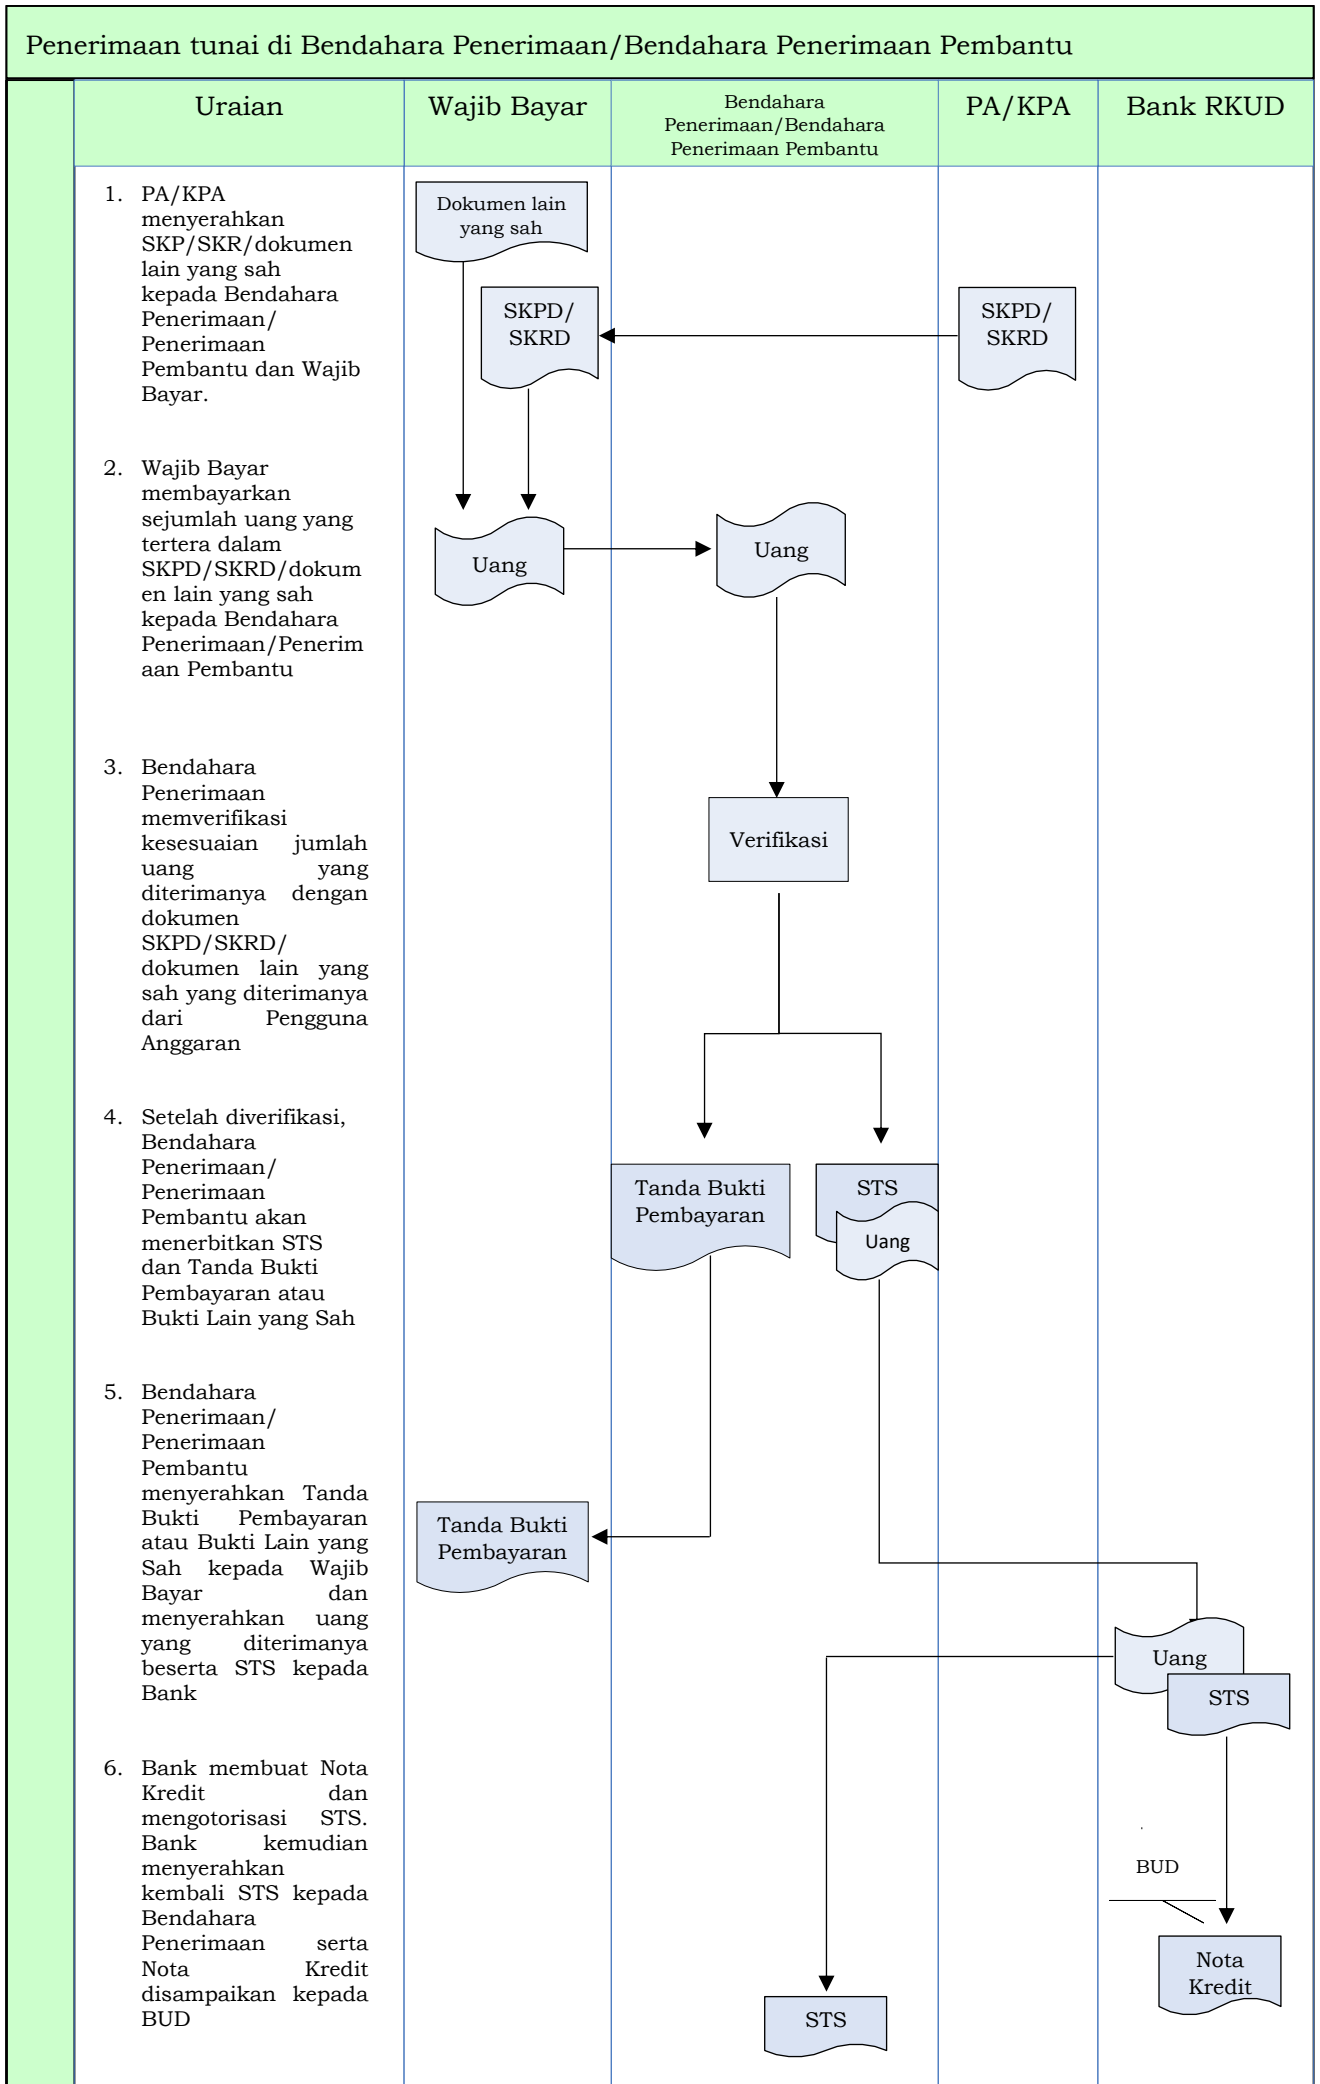 Penerimaan tunai di Bendahara Penerimaan/Bendahara Penerimaan Pembantu
Uraian
Wajib Bayar
Bendahara
Penerimaan/Bendahara
Penerimaan Pembantu
PA/KPA
Bank RKUD
1. PA/KPA
menyerahkan
SKP/SKR/dokumen
lain yang sah
kepada Bendahara
Penerimaan/
Penerimaan
Pembantu dan Wajib
Bayar.
Dokumen lain
yang sah
SKPD/
SKRD
SKPD/
SKRD
2. Wajib Bayar
membayarkan
sejumlah uang yang
tertera dalam
SKPD/SKRD/dokum
en lain yang sah
kepada Bendahara
Penerimaan/Penerim
aan Pembantu
Uang
Uang
3. Bendahara
Penerimaan
memverifikasi
kesesuaian jumlah
uang yang
diterimanya dengan
dokumen
SKPD/SKRD/
dokumen lain yang
sah yang diterimanya
dari Pengguna
Anggaran
Verifikasi
4. Setelah diverifikasi,
Bendahara
Penerimaan/
Penerimaan
Pembantu akan
menerbitkan STS
dan Tanda Bukti
Pembayaran atau
Bukti Lain yang Sah
Tanda Bukti
Pembayaran
STS
Uang
5. Bendahara
Penerimaan/
Penerimaan
Pembantu
menyerahkan Tanda
Bukti Pembayaran
atau Bukti Lain yang
Sah kepada Wajib
Bayar dan
menyerahkan uang
yang diterimanya
beserta STS kepada
Bank
Tanda Bukti
Pembayaran
Uang
STS
6. Bank membuat Nota
Kredit dan
mengotorisasi STS.
Bank kemudian
menyerahkan
kembali STS kepada
Bendahara
Penerimaan serta
Nota Kredit
disampaikan kepada
BUD
BUD
Nota
Kredit
STS